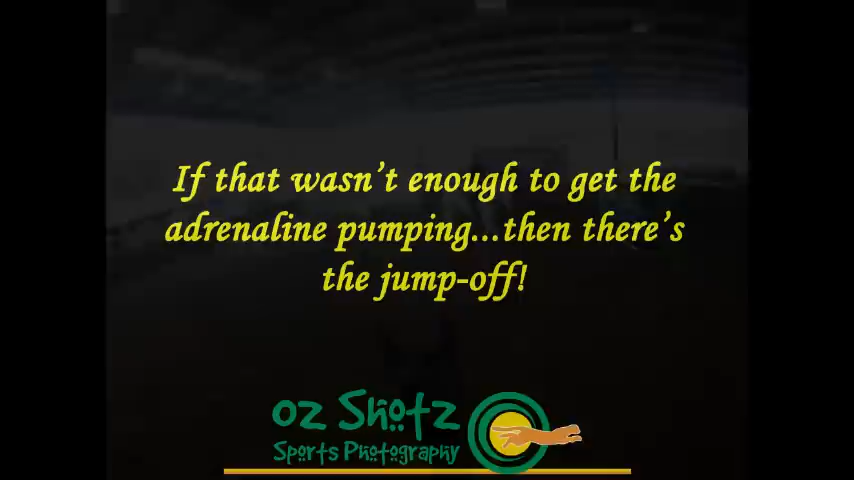 If that wasn't enough to get the
adrenaline pumping...then there's
the jump-off!
Oz Shotz
Sports Photography